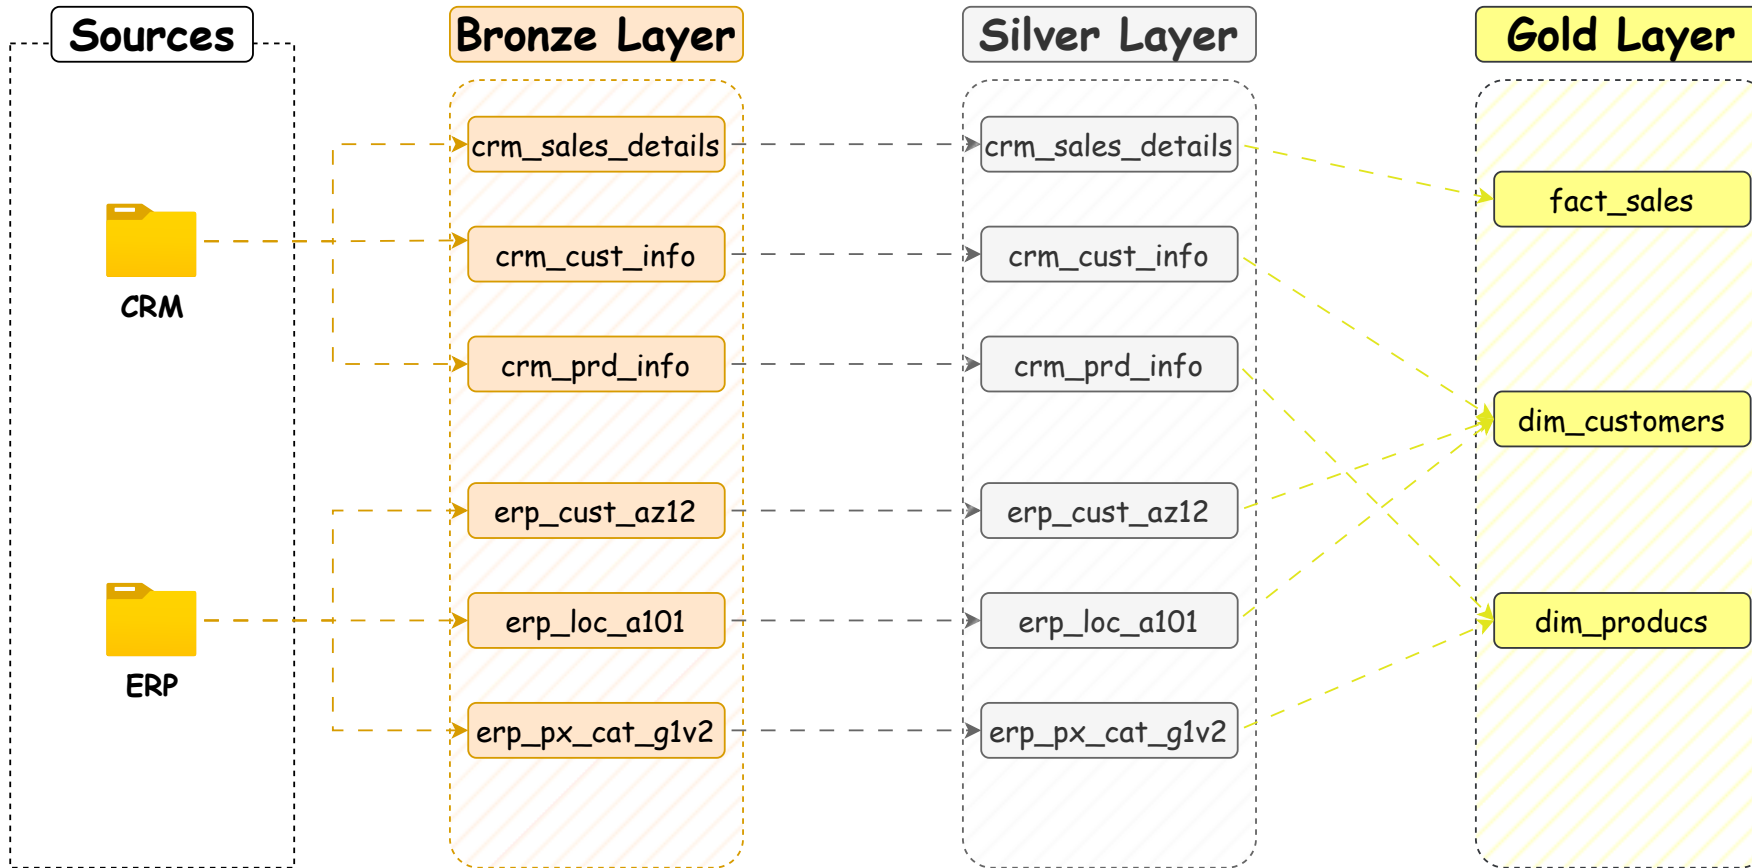 Sources
Bronze Layer
Silver Layer
Gold Layer
CRM
ERP
crm_sales_details
crm_cust_info
crm_prd_info
erp_cust_az12
erp_loc_a101
erp_px_cat_g1v2
crm_sales_details
crm_cust_info
crm_prd_info
erp_cust_az12
erp_loc_a101
erp_px_cat_g1v2
fact_sales
dim_customers
dim_producs